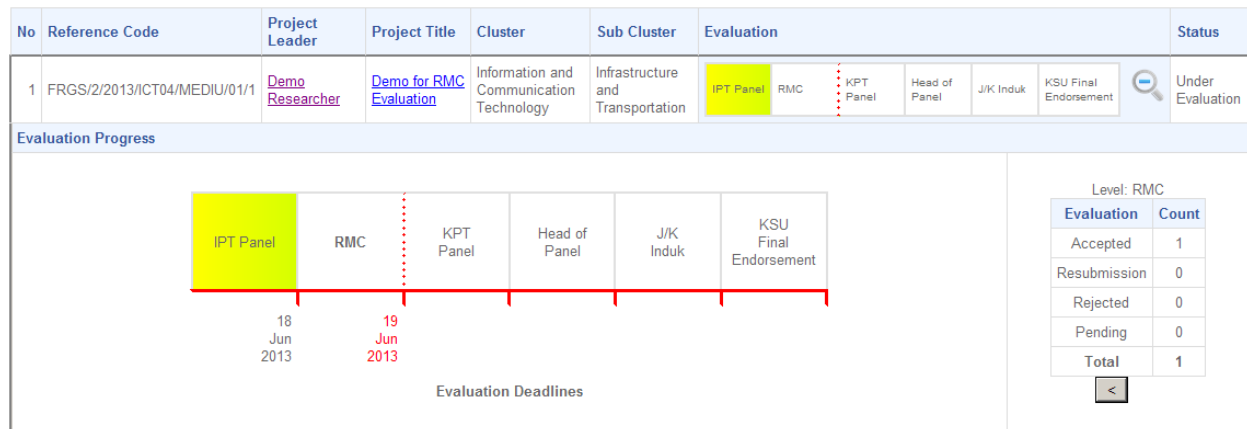 No Reference Code Project Leader Project Title Cluster Sub Cluster Evaluation Status
1 FRGS/2/2013/ICT04/MEDIU/01/1 Demo Researcher Demo for RMC Evaluation Information and Communication Technology Infrastructure and Transportation IPT Panel RMC KPT Panel Head of Panel J/K Induk KSU Final Endorsement Under Evaluation
Evaluation Progress
IPT Panel
RMC
KPT
Panel
Head of
Panel
J/K
Induk
KSU
Final
Endorsement
18
Jun
2013
19
Jun
2013
Evaluation Deadlines
Level: RMC
Evaluation Count
Accepted 1
Resubmission 0
Rejected 0
Pending 0
Total 1
<